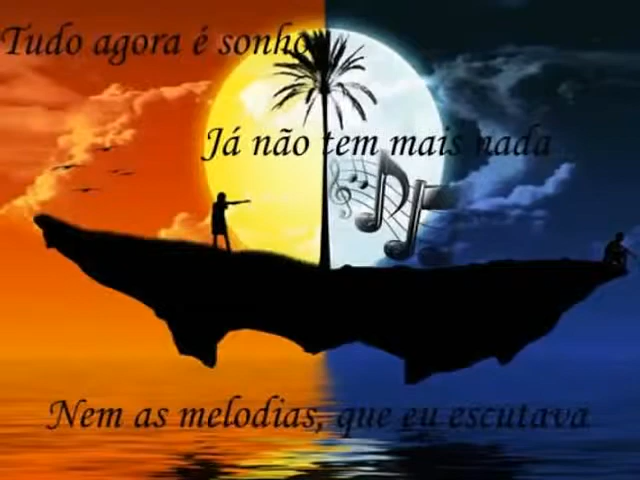 Tudo agora é sonho
Já não tem mais nada
Nem as melodias, que eu escutava